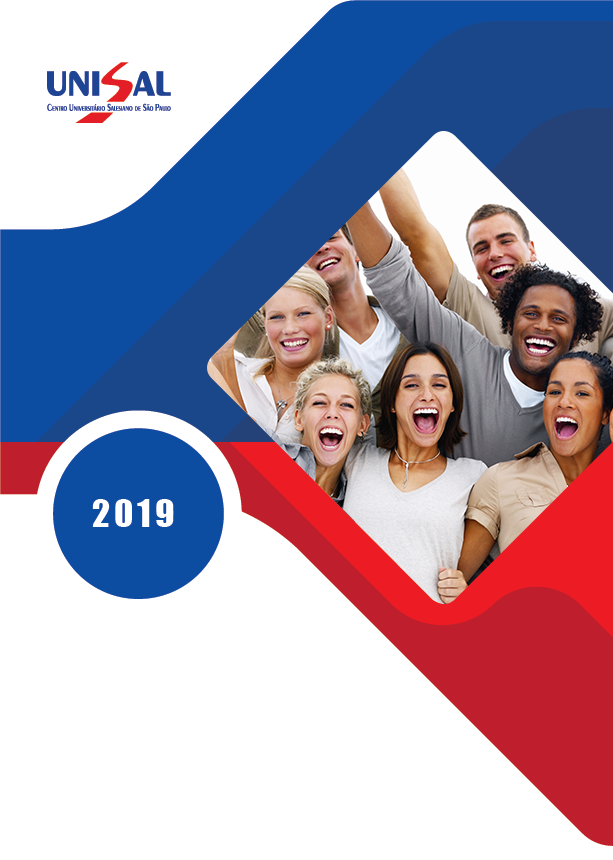 UNISAL
CENTRO UNIVERSITÁRIO SALESIANO DE SÃO PAULO
2019